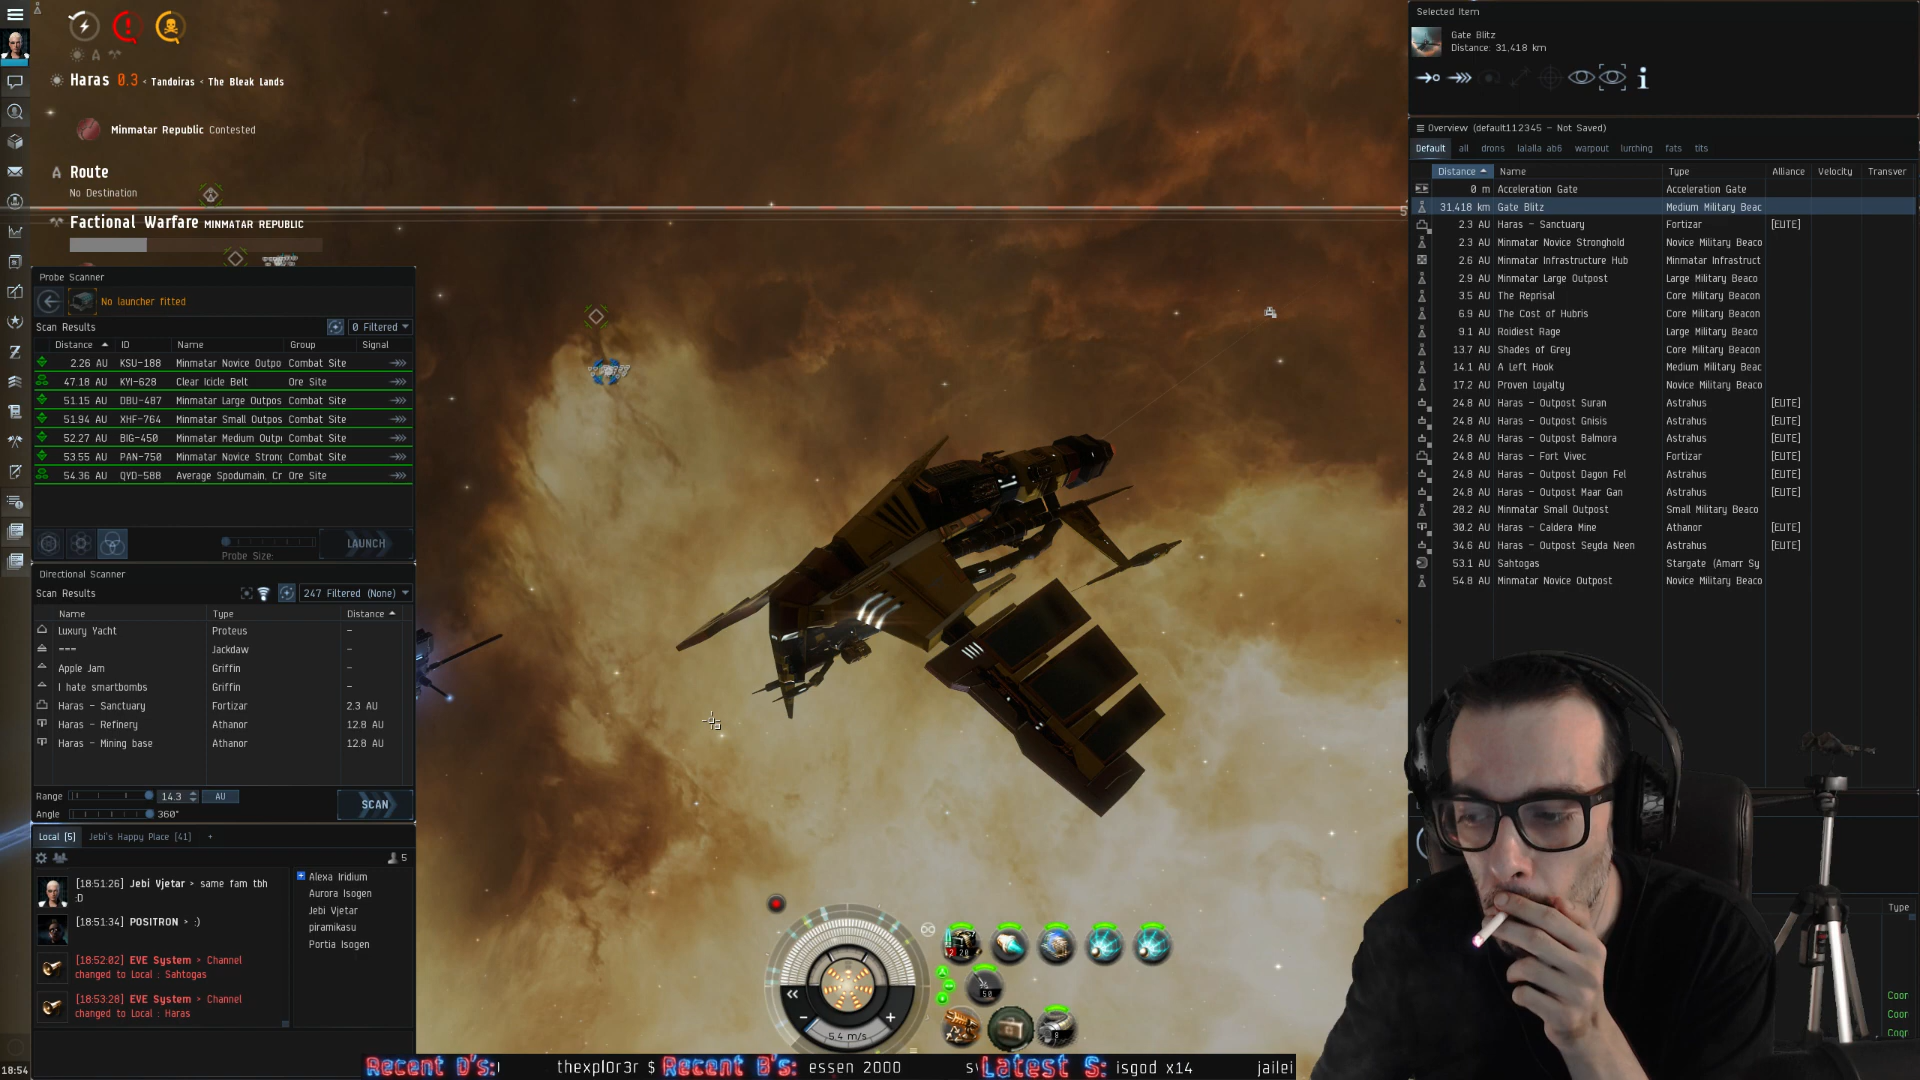 Haras 0.3 < Tandoiras < The Bleak Lands
Minmatar Republic Contested
Route
No Destination
Factional Warfare MINMATAR REPUBLIC
Probe Scanner
No launcher fitted
Scan Results
0 Filtered
Distance ID Name Group Signal
2.26 AU KSU-188 Minmatar Novice Outpo Combat Site
47.18 AU KYI-628 Clear Icicle Belt Ore Site
51.15 AU DBU-487 Minmatar Large Outpos Combat Site
51.94 AU XHF-764 Minmatar Small Outpos Combat Site
52.27 AU BIG-450 Minmatar Medium Outp Combat Site
53.55 AU PAN-750 Minmatar Novice Strong Combat Site
54.36 AU QYD-588 Average Spodumain, Cr Ore Site
Probe Size:
LAUNCH
Directional Scanner
Scan Results
247 Filtered (None)
Name Type Distance
Luxury Yacht Proteus -
=== Jackdaw -
Apple Jam Griffin -
I hate smartbombs Griffin -
Haras - Sanctuary Fortizar 2.3 AU
Haras - Refinery Athanor 12.8 AU
Haras - Mining base Athanor 12.8 AU
Range 14.3 AU
SCAN
Angle 360°
Local [5] Jebi's Happy Place [41] +
5
[18:51:26] Jebi Vjetar > same fam tbh
:D
[18:51:34] POSITRON > :)
[18:52:02] EVE System > Channel
changed to Local : Sahtogas
[18:53:28] EVE System > Channel
changed to Local : Haras
Alexa Iridium
Aurora Isogen
Jebi Vjetar
piramikasu
Portia Isogen
18:54
5.4 m/s
Recent D's: thexpl0r3r $ Recent B's: essen 2000 Latest S: isgod x14 jailei
Selected Item
Gate Blitz
Distance: 31,418 km
Overview (default112345 - Not Saved)
Default all drons lalalla ab6 warpout lurching fats tits
Distance Name Type Alliance Velocity Transver
0 m Acceleration Gate Acceleration Gate
31,418 km Gate Blitz Medium Military Beac
2.3 AU Haras - Sanctuary Fortizar [ELITE]
2.3 AU Minmatar Novice Stronghold Novice Military Beaco
2.6 AU Minmatar Infrastructure Hub Minmatar Infrastruct
2.9 AU Minmatar Large Outpost Large Military Beaco
3.5 AU The Reprisal Core Military Beacon
6.9 AU The Cost of Hubris Core Military Beacon
9.1 AU Roidiest Rage Large Military Beaco
13.7 AU Shades of Grey Core Military Beacon
14.1 AU A Left Hook Medium Military Beac
17.2 AU Proven Loyalty Novice Military Beaco
24.8 AU Haras - Outpost Suran Astrahus [ELITE]
24.8 AU Haras - Outpost Gnisis Astrahus [ELITE]
24.8 AU Haras - Outpost Balmora Astrahus [ELITE]
24.8 AU Haras - Fort Vivec Fortizar [ELITE]
24.8 AU Haras - Outpost Dagon Fel Astrahus [ELITE]
24.8 AU Haras - Outpost Maar Gan Astrahus [ELITE]
28.2 AU Minmatar Small Outpost Small Military Beaco
30.2 AU Haras - Caldera Mine Athanor [ELITE]
34.6 AU Haras - Outpost Seyda Neen Astrahus [ELITE]
53.1 AU Sahtogas Stargate (Amarr Sy
54.8 AU Minmatar Novice Outpost Novice Military Beaco
Type